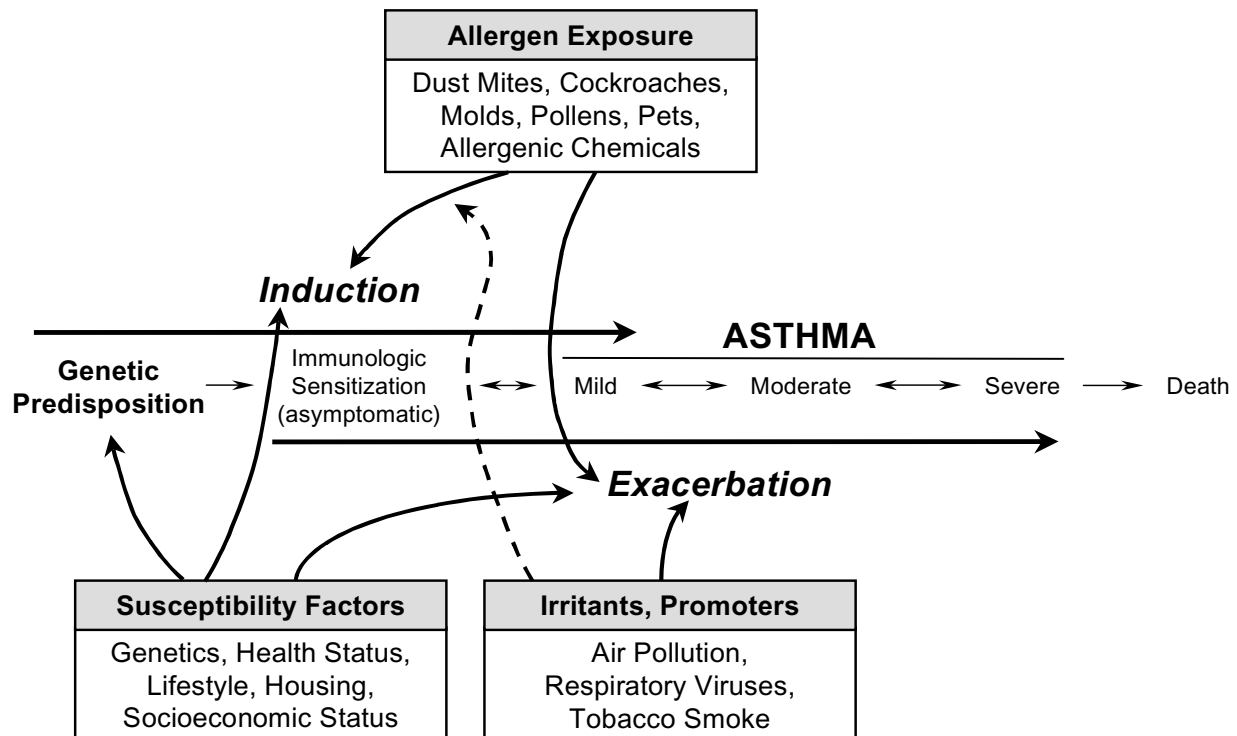 Allergen Exposure
Dust Mites, Cockroaches,
Molds, Pollens, Pets,
Allergenic Chemicals
Induction
ASTHMA
Genetic
Predisposition
Immunologic
Sensitization
(asymptomatic)
Mild
Moderate
Severe
Death
Exacerbation
Susceptibility Factors
Genetics, Health Status,
Lifestyle, Housing,
Socioeconomic Status
Irritants, Promoters
Air Pollution,
Respiratory Viruses,
Tobacco Smoke